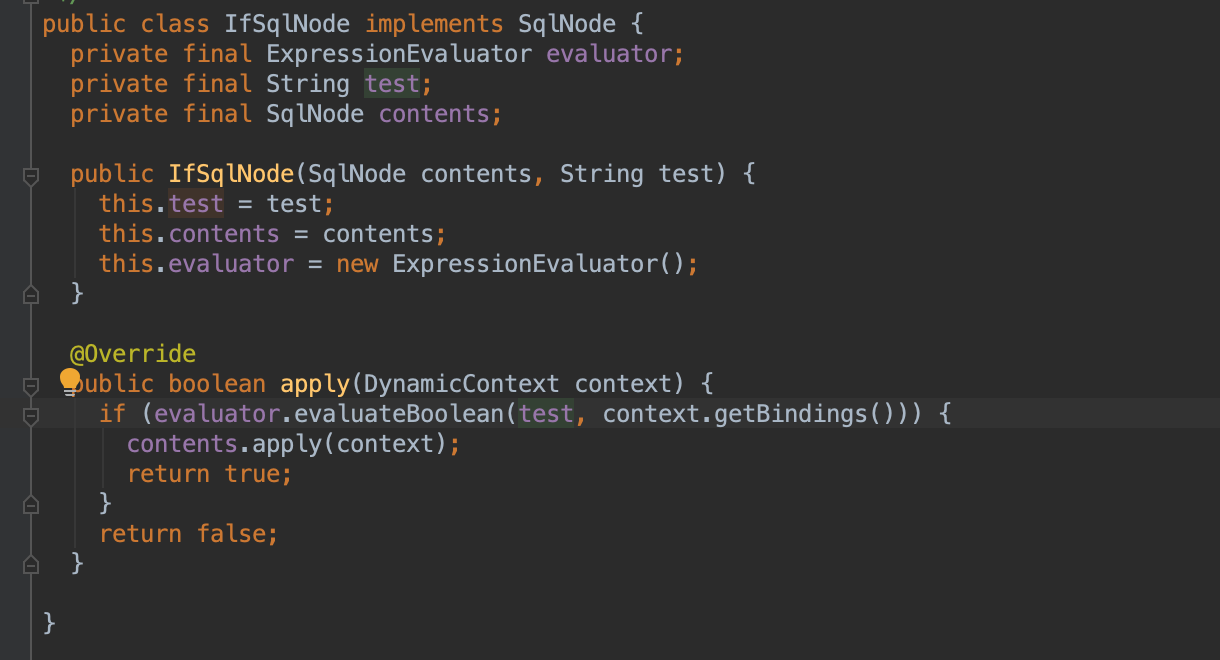 public class IfSqlNode implements SqlNode {
  private final ExpressionEvaluator evaluator;
  private final String test;
  private final SqlNode contents;

  public IfSqlNode(SqlNode contents, String test) {
    this.test = test;
    this.contents = contents;
    this.evaluator = new ExpressionEvaluator();
  }

  @Override
  public boolean apply(DynamicContext context) {
    if (evaluator.evaluateBoolean(test, context.getBindings())) {
      contents.apply(context);
      return true;
    }
    return false;
  }

}